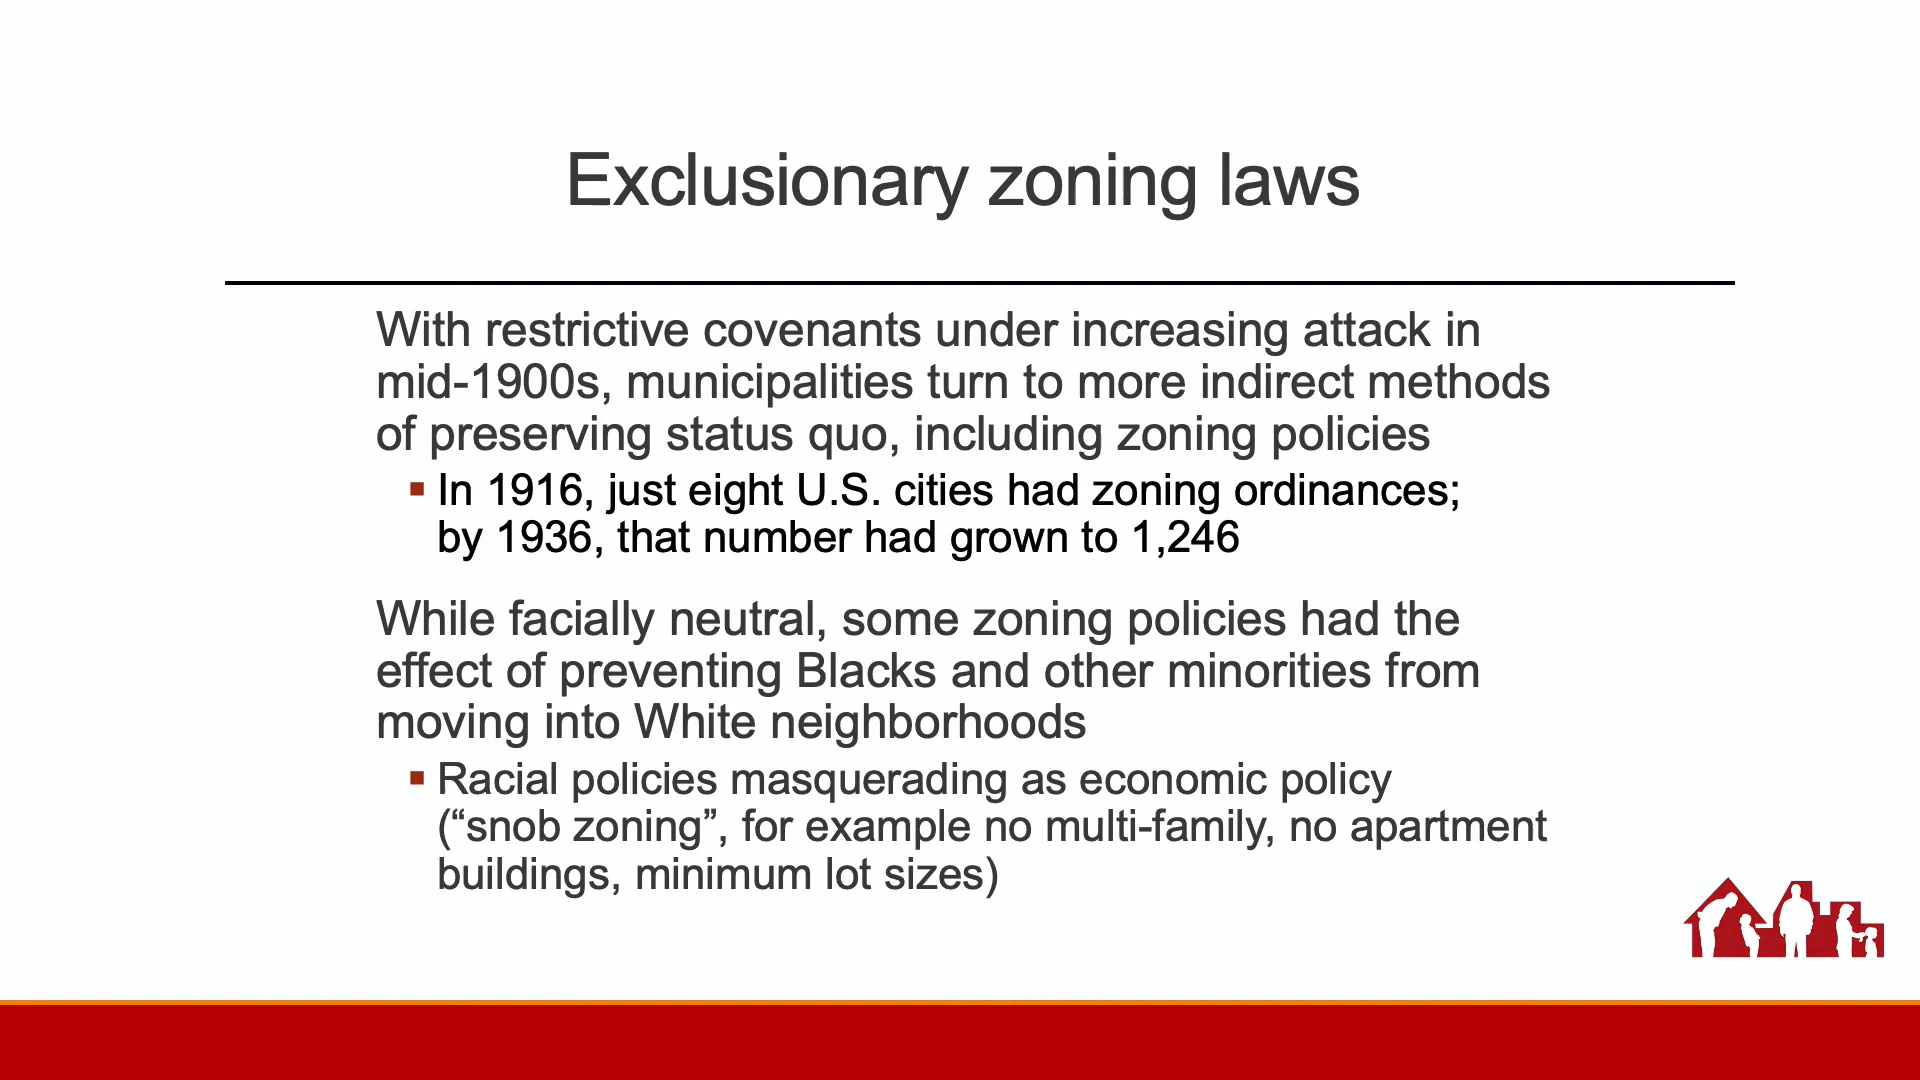 Exclusionary zoning laws
With restrictive covenants under increasing attack in
mid-1900s, municipalities turn to more indirect methods
of preserving status quo, including zoning policies
▪ In 1916, just eight U.S. cities had zoning ordinances;
by 1936, that number had grown to 1,246
While facially neutral, some zoning policies had the
effect of preventing Blacks and other minorities from
moving into White neighborhoods
▪ Racial policies masquerading as economic policy
(“snob zoning”, for example no multi-family, no apartment
buildings, minimum lot sizes)